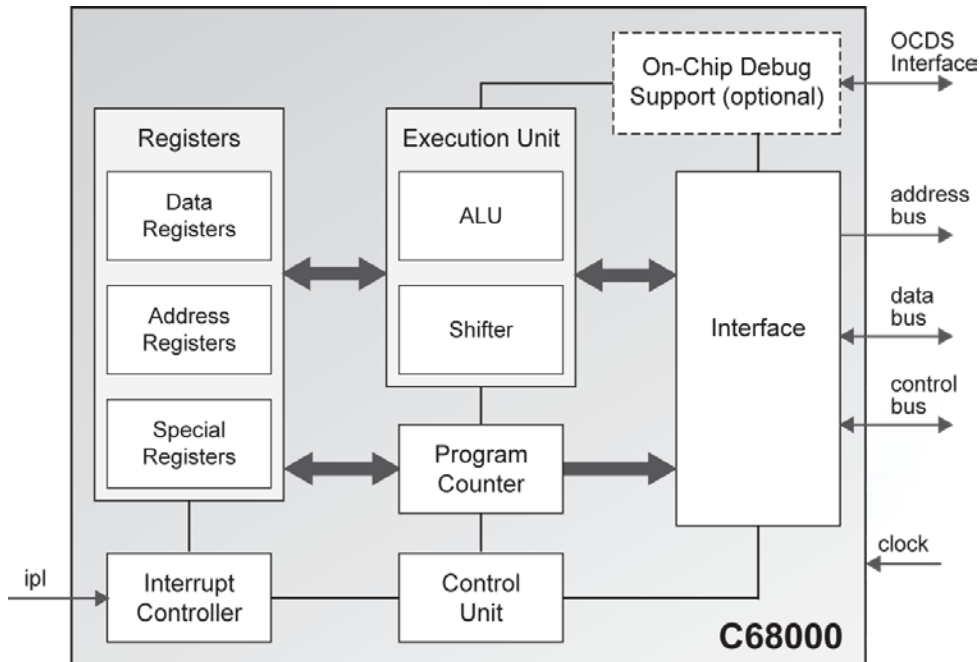 OCDS
Interface
On-Chip Debug
Support (optional)
Registers
Execution Unit
Data
Registers
ALU
address
bus
Address
Registers
Shifter
Interface
data
bus
control
bus
Special
Registers
Program
Counter
clock
ipl
Interrupt
Controller
Control
Unit
C68000